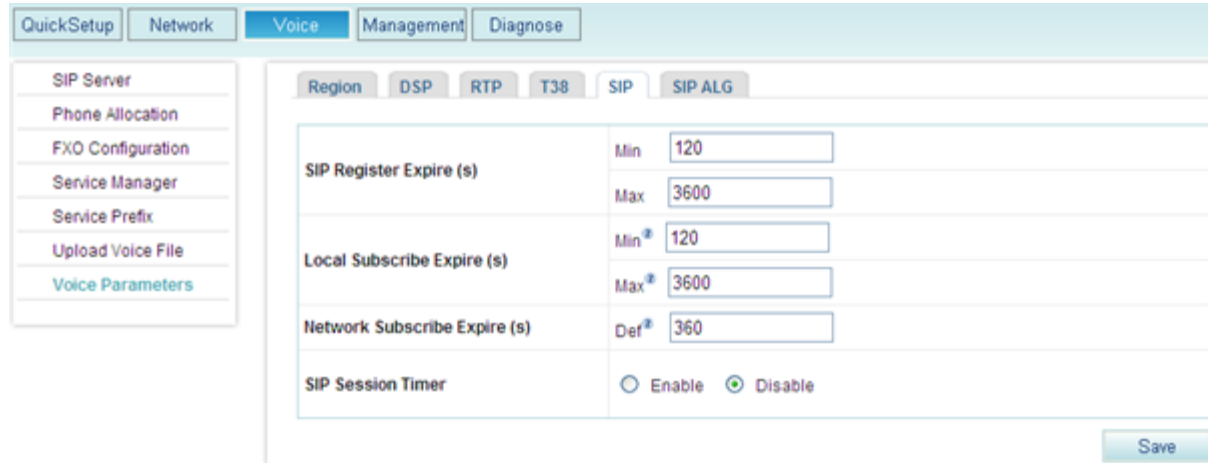 QuickSetup Network Voice Management Diagnose
SIP Server
Phone Allocation
FXO Configuration
Service Manager
Service Prefix
Upload Voice File
Voice Parameters
Region DSP RTP T38 SIP SIP ALG
SIP Register Expire (s)
Min 120
Max 3600
Local Subscribe Expire (s)
Min 120
Max 3600
Network Subscribe Expire (s)
Def 360
SIP Session Timer
Enable Disable
Save